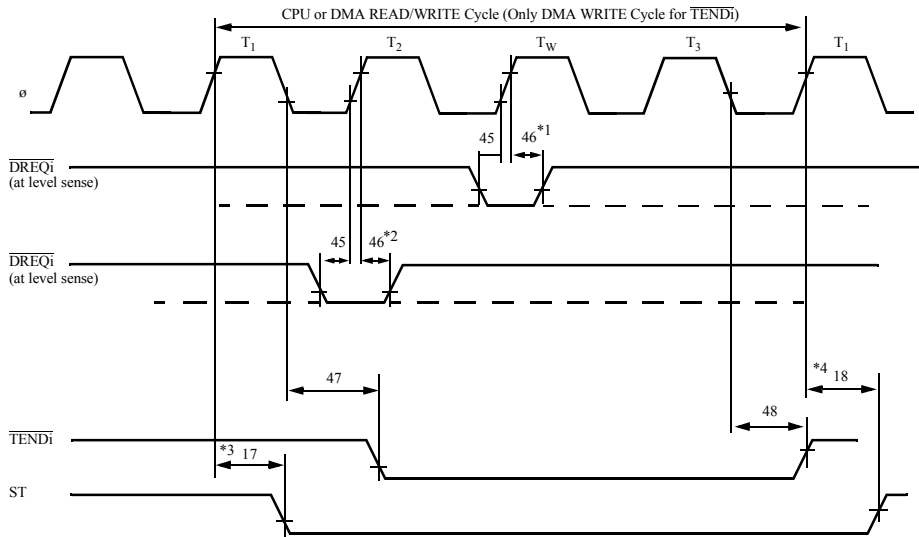 CPU or DMA READ/WRITE Cycle (Only DMA WRITE Cycle for TENDi)
T1 T2 TW T3 T1
ø
45 46*1
DREQi
(at level sense)
45 46*2
DREQi
(at level sense)
47 *4 18
48
TENDi
*3 17
ST